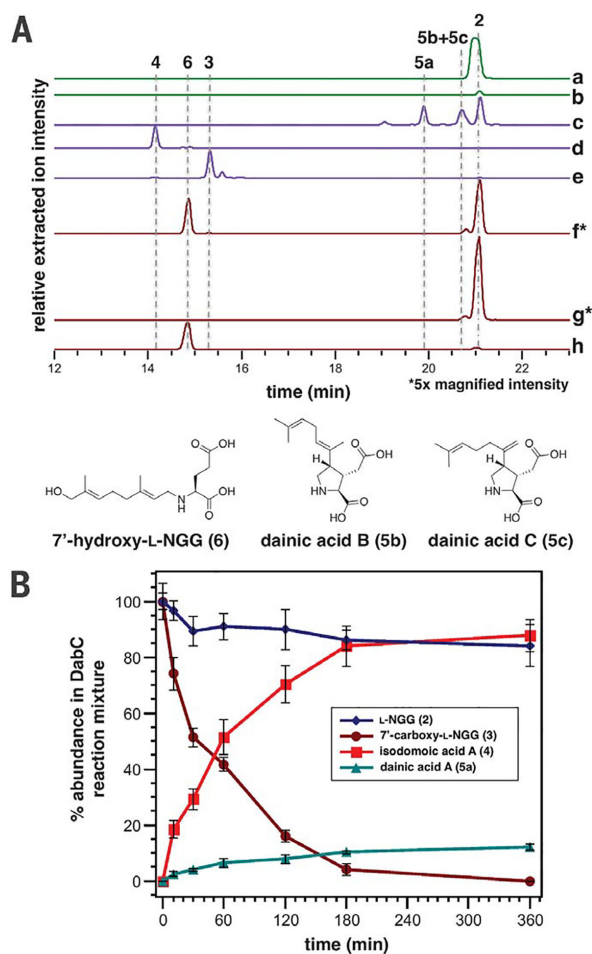 A
4 6 3 5a 5b+5c 2
a
b
c
d
e
f*
g*
h
relative extracted ion intensity
12 14 16 18 20 22
time (min)
*5x magnified intensity
OH
O
HO
N
H
OH
O
7'-hydroxy-L-NGG (6)
H
O
OH
HN
O
HO
dainic acid B (5b)
H
O
OH
HN
O
HO
dainic acid C (5c)
B
100
80
60
40
20
0
% abundance in DabC
reaction mixture
L-NGG (2)
7'-carboxy-L-NGG (3)
isodomoic acid A (4)
dainic acid A (5a)
0 60 120 180 240 300 360
time (min)